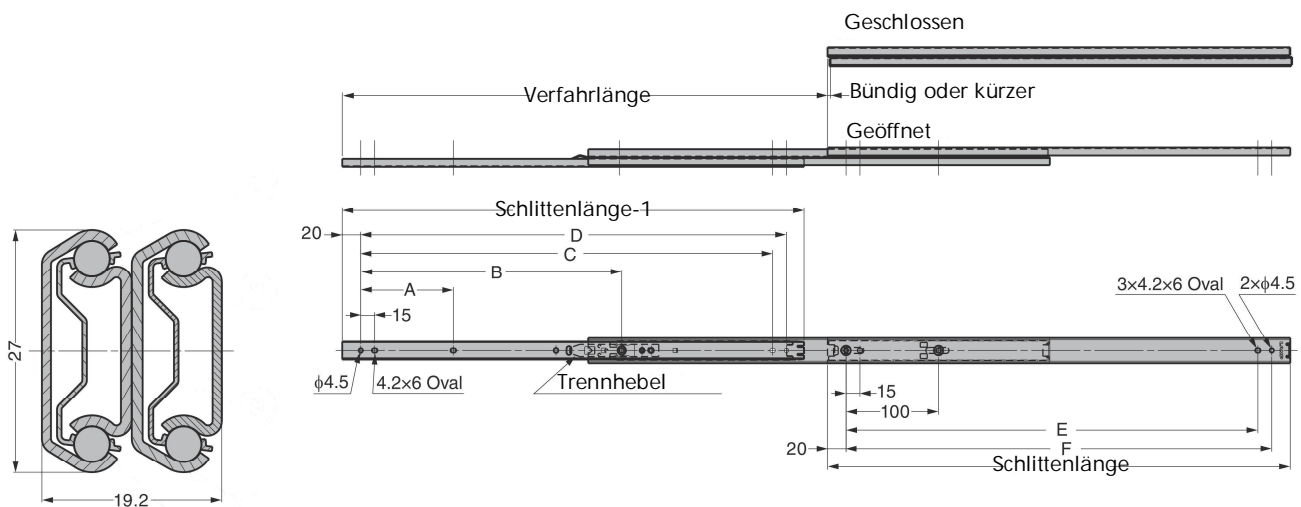 Geschlossen
Verfahrlänge
Bündig oder kürzer
Geöffnet
Schlittenlänge-1
20
D
C
B
A
15
3×4.2×6 Oval
2×φ4.5
27
φ4.5
4.2×6 Oval
Trennhebel
15
100
E
20
F
Schlittenlänge
19.2